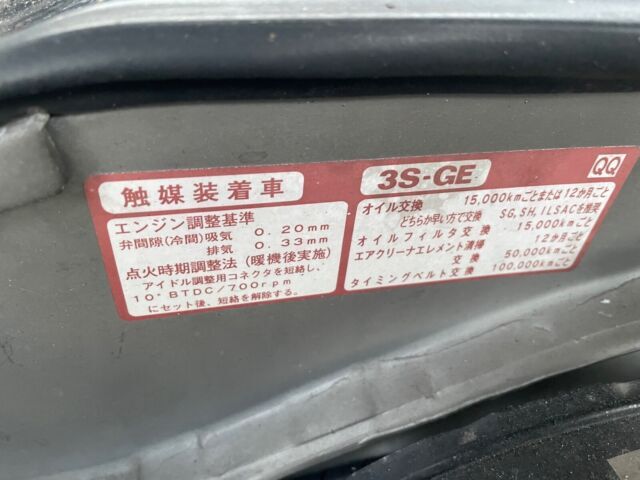 触媒装着車
エンジン調整基準
弁間隙(冷間)吸気 0.20mm
排気 0.33mm
点火時期調整法(暖機後実施)
アイドル調整用コネクタを短絡し、
10°BTDC/700rpm
にセット後、短絡を解除する。
3S-GE
QQ
オイル交換 15,000kmごとまたは12か月ごと
どちらか早い方で交換 SG,SH,ILSACを推奨
オイルフィルタ交換 15,000kmごと
エアクリーナエレメント清掃 12か月ごと
交換 50,000kmごと
タイミングベルト交換 100,000kmごと